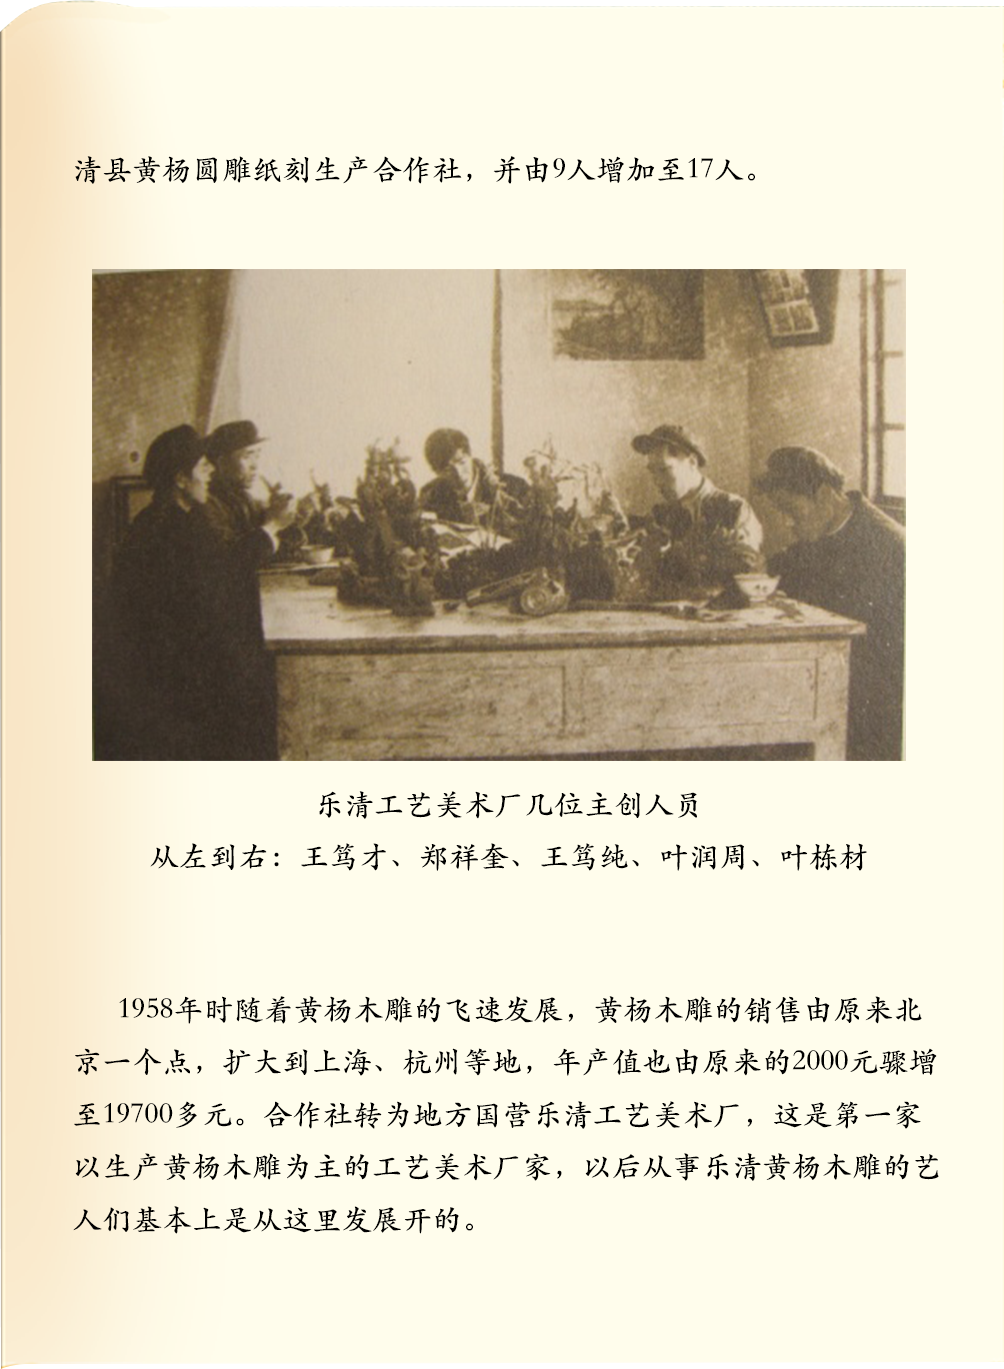 清县黄杨圆雕纸刻生产合作社，并由9人增加至17人。
乐清工艺美术厂几位主创人员
从左到右：王笃才、郑祥奎、王笃纯、叶润周、叶栋材
1958年时随着黄杨木雕的飞速发展，黄杨木雕的销售由原来北
京一个点，扩大到上海、杭州等地，年产值也由原来的2000元骤增
至19700多元。合作社转为地方国营乐清工艺美术厂，这是第一家
以生产黄杨木雕为主的工艺美术厂家，以后从事乐清黄杨木雕的艺
人们基本上是从这里发展开的。